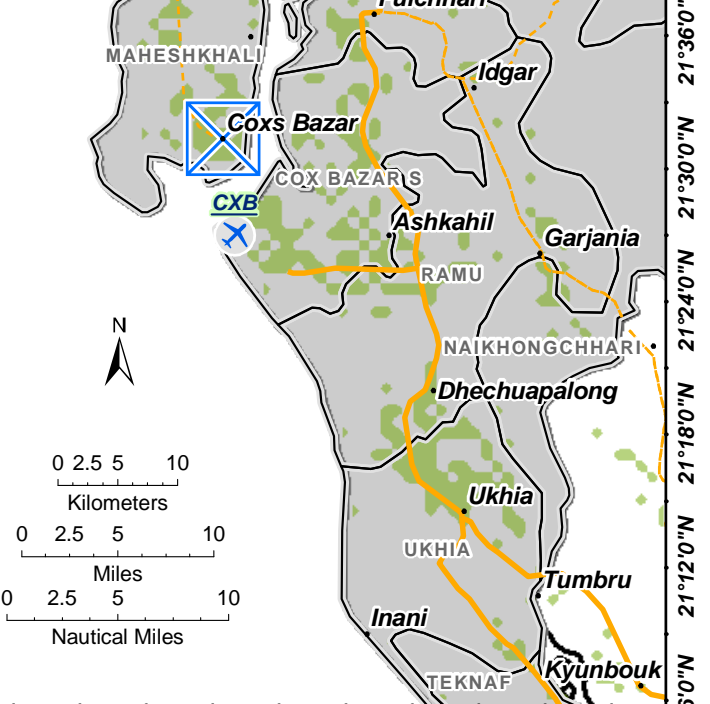 Fulchhari
21°36'0"N
MAHESHKHALI
Idgar
Coxs Bazar
21°30'0"N
COX BAZAR S
CXB
Ashkahil
Garjania
RAMU
21°24'0"N
N
NAIKHONGCHHARI
Dhechuapalong
21°18'0"N
0 2.5 5 10
Kilometers
Ukhia
0 2.5 5 10
Miles
UKHIA
21°12'0"N
Tumbru
0 2.5 5 10
Nautical Miles
Inani
Kyunbouk
TEKNAF
6'0"N